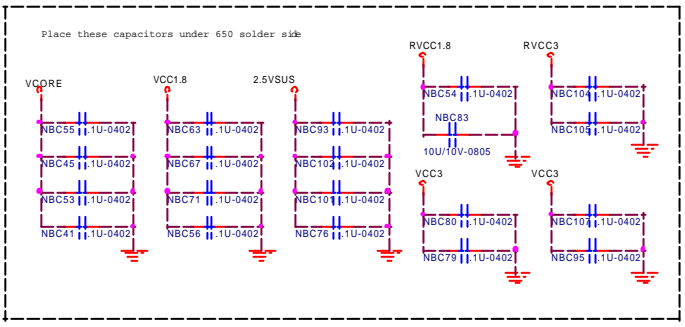 Place these capacitors under 650 solder side
VCORE
NBC55 .1U-0402
NBC45 .1U-0402
NBC53 .1U-0402
NBC41 .1U-0402
VCC1.8
NBC63 .1U-0402
NBC67 .1U-0402
NBC71 .1U-0402
NBC56 .1U-0402
2.5VSUS
NBC93 .1U-0402
NBC102 .1U-0402
NBC101 .1U-0402
NBC76 .1U-0402
RVCC1.8
NBC54 .1U-0402
NBC83
10U/10V-0805
RVCC3
NBC104 .1U-0402
NBC105 .1U-0402
VCC3
NBC80 .1U-0402
NBC79 .1U-0402
VCC3
NBC107 .1U-0402
NBC95 .1U-0402